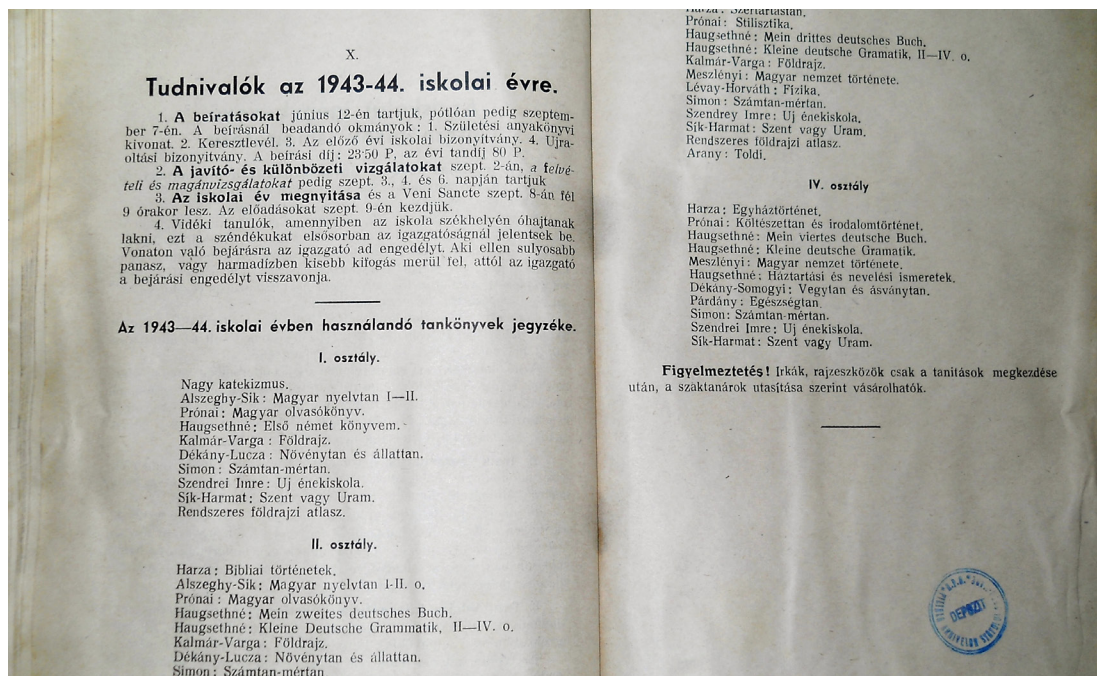 X.
Tudnivalók az 1943-44. iskolai évre.
1. A beíratásokat június 12-én tartjuk, pótlóan pedig szeptem-
ber 7-én. A beírásnál beadandó okmányok : 1. Születési anyakönyvi
kivonat. 2. Keresztlevél. 3. Az előző évi iskolai bizonyitvány. 4. Ujra-
oltási bizonyitvány. A beírási díj: 23·50 P, az évi tandíj 80 P.
2. A javító- és különbözeti vizgálatokat szept. 2-án, a felvé-
teli és magánvizsgálatokat pedig szept. 3., 4. és 6. napján tartjuk
3. Az iskolai év megnyitása és a Veni Sancte szept. 8-án fél
9 órakor lesz. Az előadásokat szept. 9-én kezdjük.
4. Vidéki tanulók, amennyiben az iskola székhelyén óhajtanak
lakni, ezt a széndékukat elsősorban az igazgatóságnál jelentsek be.
Vonaton való bejárásra az igazgató ad engedélyt. Aki ellen sulyosabb
panasz, vagy harmadízben kisebb kifogás merül fel, attól az igazgató
a bejárási engedélyt visszavonja.
Az 1943—44. iskolai évben használandó tankönyvek jegyzéke.
I. osztály.
Nagy katekizmus.
Alszeghy-Sik : Magyar nyelvtan I—II.
Prónai : Magyar olvasókönyv.
Haugsethné : Első német könyvem.
Kalmár-Varga : Földrajz.
Dékány-Lucza : Növénytan és állattan.
Simon : Számtan-mértan.
Szendrei Imre : Uj énekiskola.
Sík-Harmat : Szent vagy Uram.
Rendszeres földrajzi atlasz.
II. osztály.
Harza : Bibliai történetek.
Alszeghy-Sik : Magyar nyelvtan I-II. o.
Prónai : Magyar olvasókönyv.
Haugsethné : Mein zweites deutsches Buch.
Haugsethné : Kleine Deutsche Grammatik, II—IV. o.
Kalmár-Varga : Földrajz.
Dékány-Lucza : Növénytan és állattan.
Simon : Számtan-mértan
Harza : Szertartástan.
Prónai : Stilisztika.
Haugsethné : Mein drittes deutsches Buch.
Haugsethné : Kleine deutsche Gramatik, II—IV. o.
Kalmár-Varga : Földrajz.
Meszlényi : Magyar nemzet története.
Lévay-Horváth : Fizika.
Simon : Számtan-mértan.
Szendrey Imre : Uj énekiskola.
Sik-Harmat : Szent vagy Uram.
Rendszeres földrajzi atlasz.
Arany : Toldi.
IV. osztály
Harza : Egyháztörténet.
Prónai : Költészettan és irodalomtörténet.
Haugsethné : Mein viertes deutsche Buch.
Haugsethné : Kleine deutsche Gramatik.
Meszlényi : Magyar nemzet története.
Haugsethné : Háztartási és nevelési ismeretek.
Dékány-Somogyi : Vegytan és ásványtan.
Párdány : Egészségtan.
Simon : Számtan-mértan.
Szendrei Imre : Uj énekiskola.
Sík-Harmat : Szent vagy Uram.
Figyelmeztetés! Irkák, rajzeszközök csak a tanitások megkezdése
után, a szaktanárok utasítása szerint vásárolhatók.
DEPOZIT